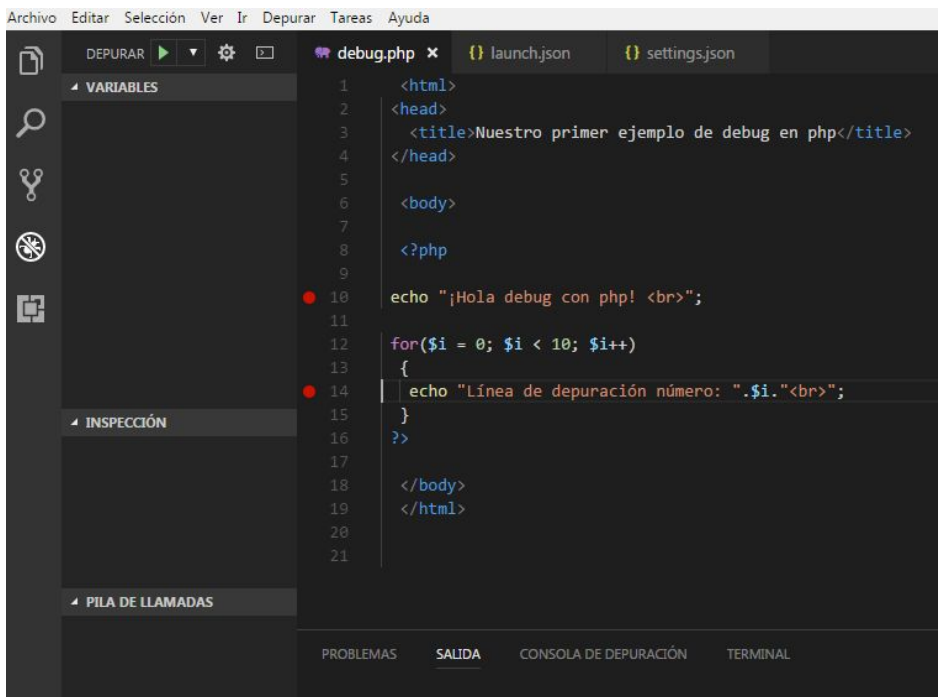 Archivo Editar Selección Ver Ir Depurar Tareas Ayuda
DEPURAR
VARIABLES
INSPECCIÓN
PILA DE LLAMADAS
debug.php {} launch.json {} settings.json
1 <html>
2 <head>
3 <title>Nuestro primer ejemplo de debug en php</title>
4 </head>
5
6 <body>
7
8 <?php
9
10 echo "¡Hola debug con php! <br>";
11
12 for($i = 0; $i < 10; $i++)
13 {
14 echo "Línea de depuración número: ".$i."<br>";
15 }
16 ?>
17
18 </body>
19 </html>
20
21
PROBLEMAS SALIDA CONSOLA DE DEPURACIÓN TERMINAL